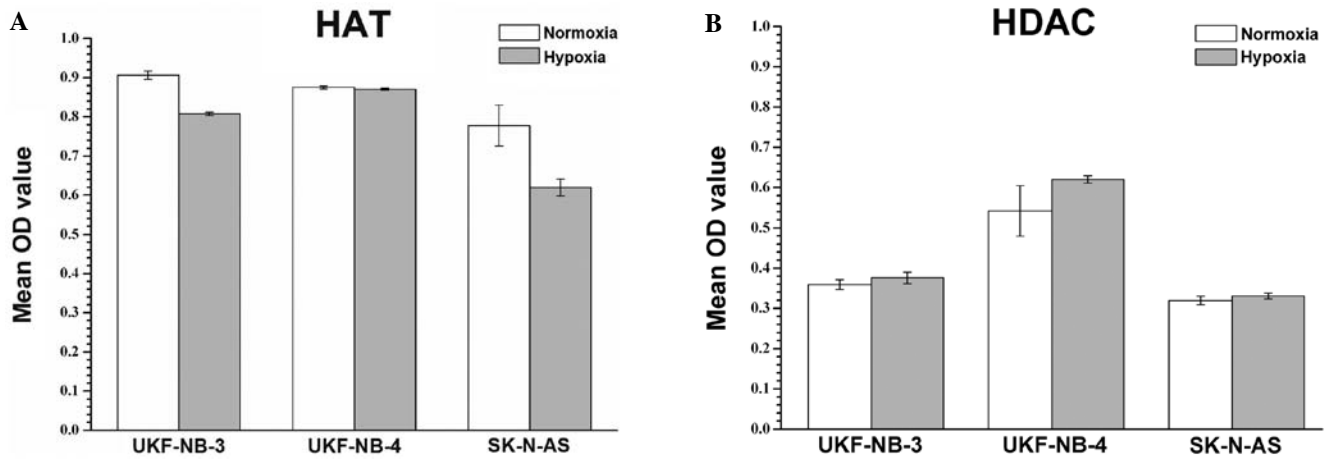 A
HAT
Normoxia
Hypoxia
Mean OD value
1.0
0.9
0.8
0.7
0.6
0.5
0.4
0.3
0.2
0.1
0.0
UKF-NB-3 UKF-NB-4 SK-N-AS
B
HDAC
Normoxia
Hypoxia
Mean OD value
1.0
0.9
0.8
0.7
0.6
0.5
0.4
0.3
0.2
0.1
0.0
UKF-NB-3 UKF-NB-4 SK-N-AS